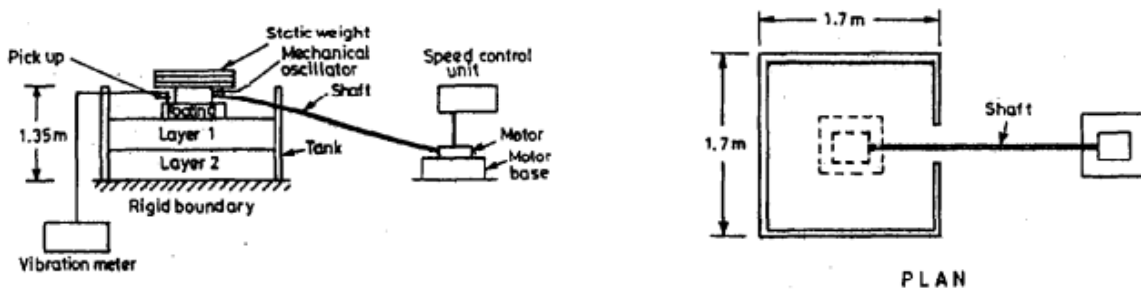 Static weight
Pick up
Mechanical
oscillator
Speed control
unit
Shaft
footing
Layer 1
1.35m
Layer 2
Tank
Motor
Motor
base
Rigid boundary
Vibration meter
1.7m
Shaft
1.7m
PLAN